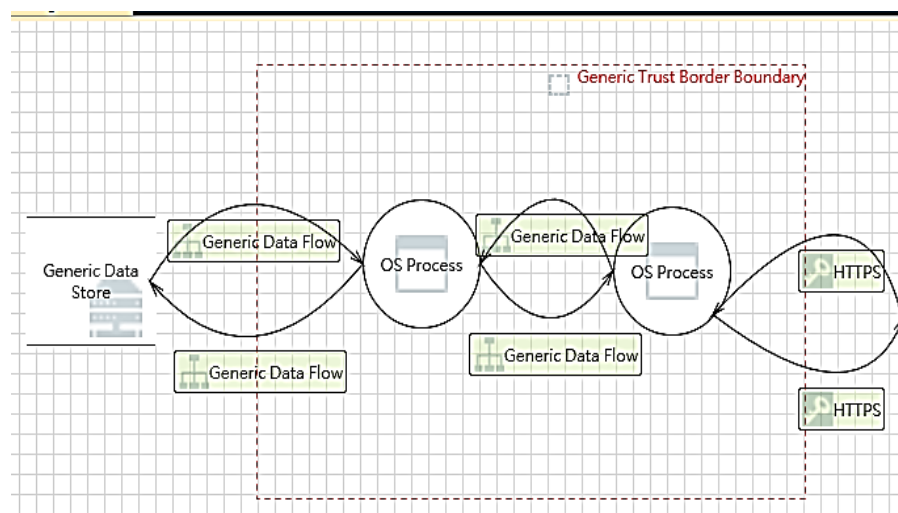 Generic Trust Border Boundary
Generic Data Flow
Generic Data Flow
Generic Data
Store
OS Process
OS Process
HTTPS
Generic Data Flow
Generic Data Flow
HTTPS